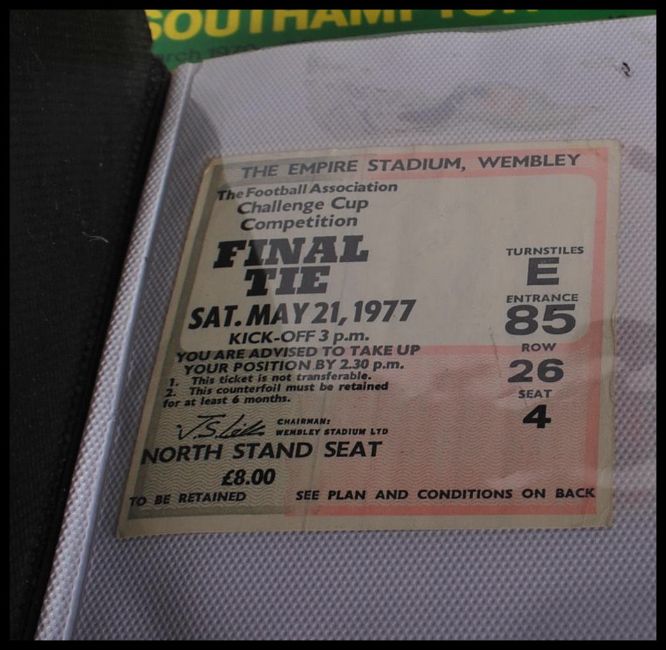 SOUTHAMPTON
THE EMPIRE STADIUM, WEMBLEY
The Football Association
Challenge Cup
Competition
FINAL
TIE
SAT. MAY 21, 1977
KICK-OFF 3 p.m.
YOU ARE ADVISED TO TAKE UP
YOUR POSITION BY 2.30 p.m.
1. This ticket is not transferable.
2. This counterfoil must be retained
for at least 6 months.
CHAIRMAN:
WEMBLEY STADIUM LTD
NORTH STAND SEAT
£8.00
TO BE RETAINED
SEE PLAN AND CONDITIONS ON BACK
TURNSTILES
E
ENTRANCE
85
ROW
26
SEAT
4